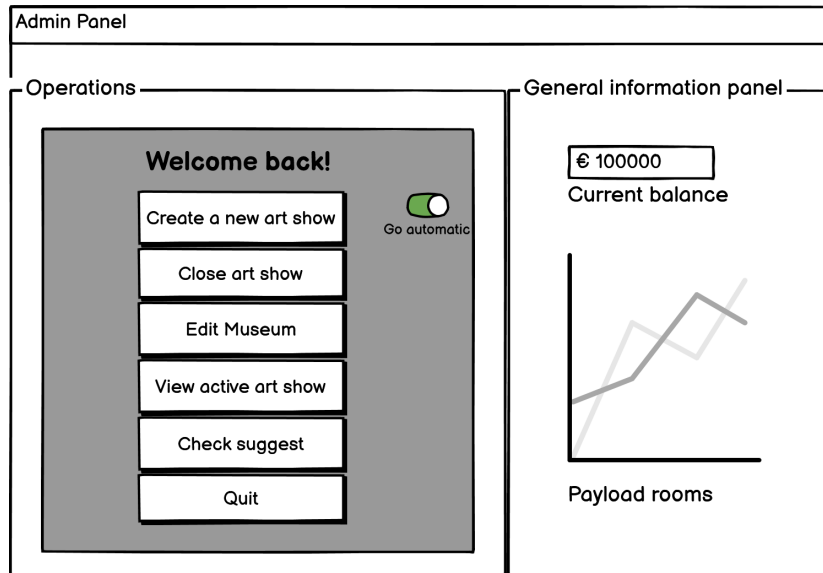 Admin Panel
Operations
Welcome back!
Create a new art show
Go automatic
Close art show
Edit Museum
View active art show
Check suggest
Quit
General information panel
€ 100000
Current balance
Payload rooms